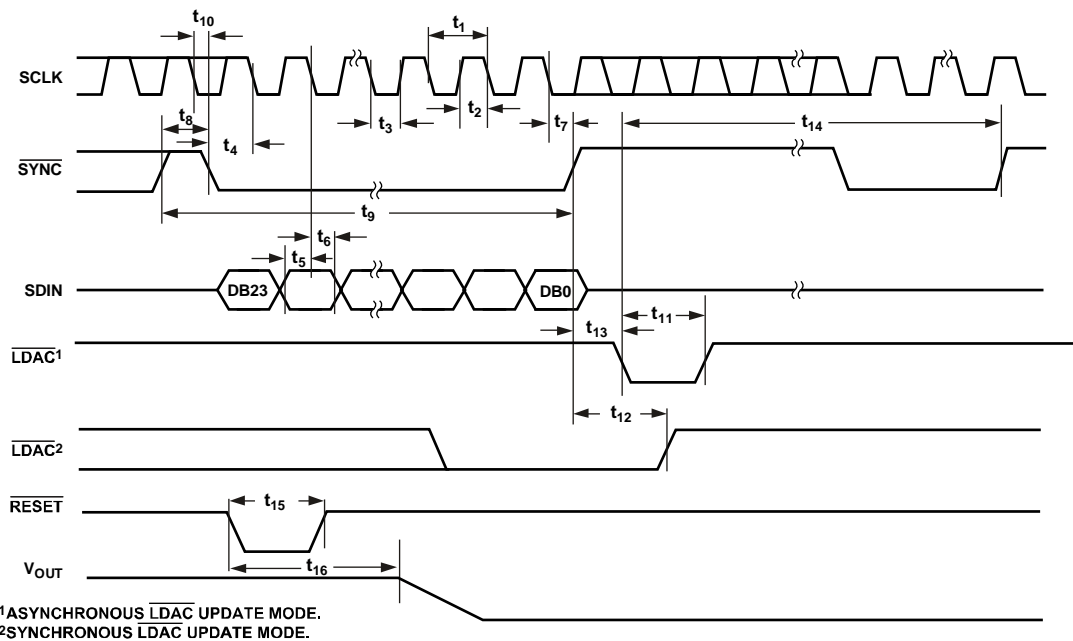 t10
t1
SCLK
t8
t4
t3
t2
t7
t14
SYNC
t9
t6
t5
SDIN
DB23
DB0
t13
t11
LDAC1
t12
LDAC2
RESET
t15
t16
VOUT
1ASYNCHRONOUS LDAC UPDATE MODE.
2SYNCHRONOUS LDAC UPDATE MODE.